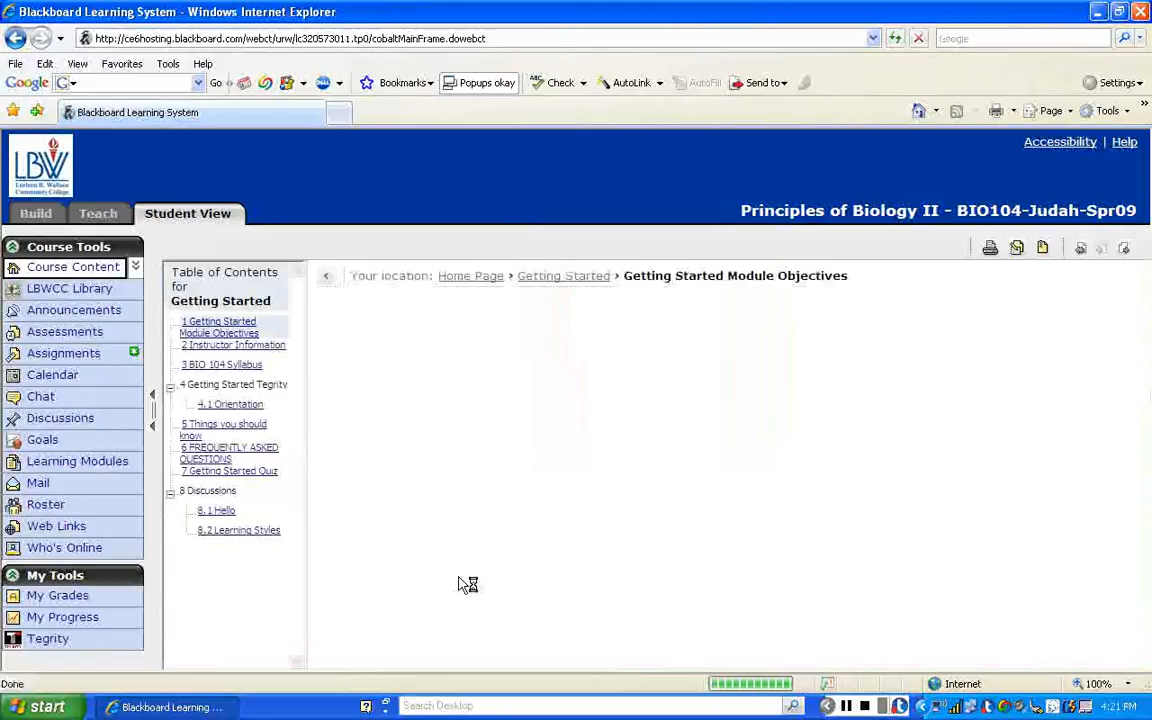 Blackboard Learning System - Windows Internet Explorer
http://ce6hosting.blackboard.com/webct/urw/lc320573011.tp0/cobaltMainFrame.dowebct
Google
File Edit View Favorites Tools Help
Google G Go Bookmarks Popups okay Check AutoLink AutoFill Send to Settings
Blackboard Learning System Page Tools
LBW
Lurleen B. Wallace
Community College
Accessibility | Help
Build Teach Student View
Principles of Biology II - BIO104-Judah-Spr09
Course Tools
Course Content
LBWCC Library
Announcements
Assessments
Assignments
Calendar
Chat
Discussions
Goals
Learning Modules
Mail
Roster
Web Links
Who's Online
My Tools
My Grades
My Progress
Tegrity
Table of Contents
for
Getting Started
1 Getting Started
Module Objectives
2 Instructor Information
3 BIO 104 Syllabus
4 Getting Started Tegrity
4.1 Orientation
5 Things you should
know
6 FREQUENTLY ASKED
QUESTIONS
7 Getting Started Quiz
8 Discussions
8.1 Hello
8.2 Learning Styles
Your location: Home Page › Getting Started › Getting Started Module Objectives
Done Internet 100%
start Blackboard Learning ... Search Desktop 4:21 PM